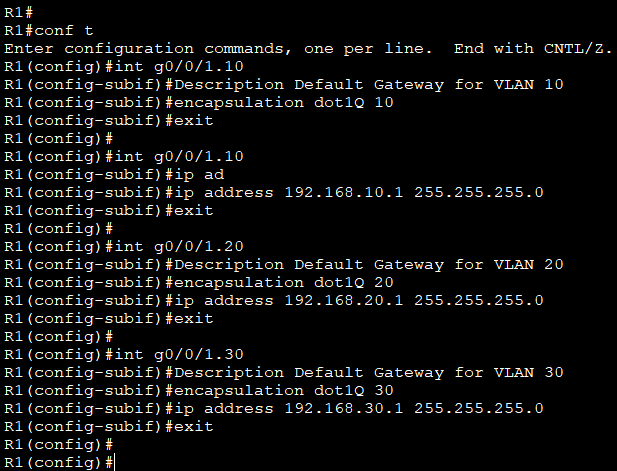 R1#
R1#conf t
Enter configuration commands, one per line.  End with CNTL/Z.
R1(config)#int g0/0/1.10
R1(config-subif)#Description Default Gateway for VLAN 10
R1(config-subif)#encapsulation dot1Q 10
R1(config-subif)#exit
R1(config)#
R1(config)#int g0/0/1.10
R1(config-subif)#ip ad
R1(config-subif)#ip address 192.168.10.1 255.255.255.0
R1(config-subif)#exit
R1(config)#
R1(config)#int g0/0/1.20
R1(config-subif)#Description Default Gateway for VLAN 20
R1(config-subif)#encapsulation dot1Q 20
R1(config-subif)#ip address 192.168.20.1 255.255.255.0
R1(config-subif)#exit
R1(config)#
R1(config)#int g0/0/1.30
R1(config-subif)#Description Default Gateway for VLAN 30
R1(config-subif)#encapsulation dot1Q 30
R1(config-subif)#ip address 192.168.30.1 255.255.255.0
R1(config-subif)#exit
R1(config)#
R1(config)#